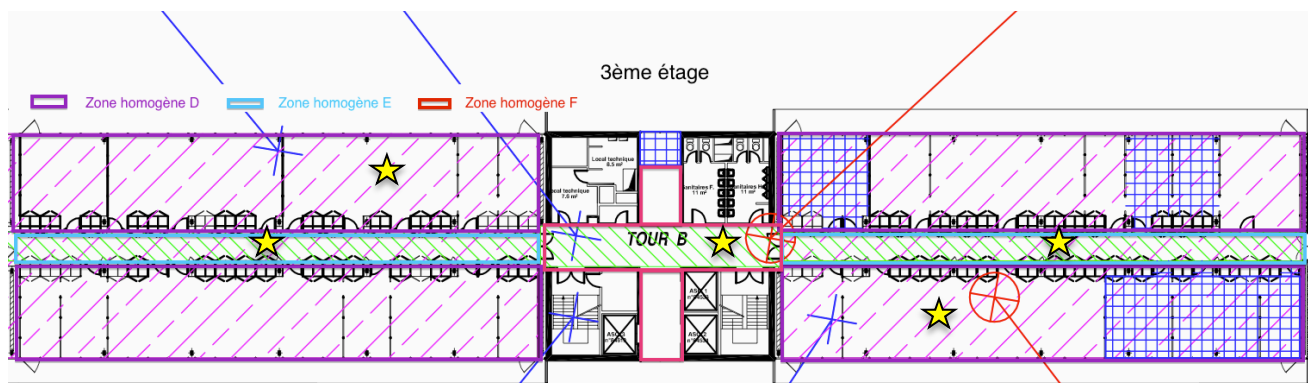 3ème étage
Zone homogène D
Zone homogène E
Zone homogène F
Local technique
8.5 m²
Local technique
7.6 m²
Sanitaires F.
11 m²
Sanitaires H.
11 m²
TOUR B